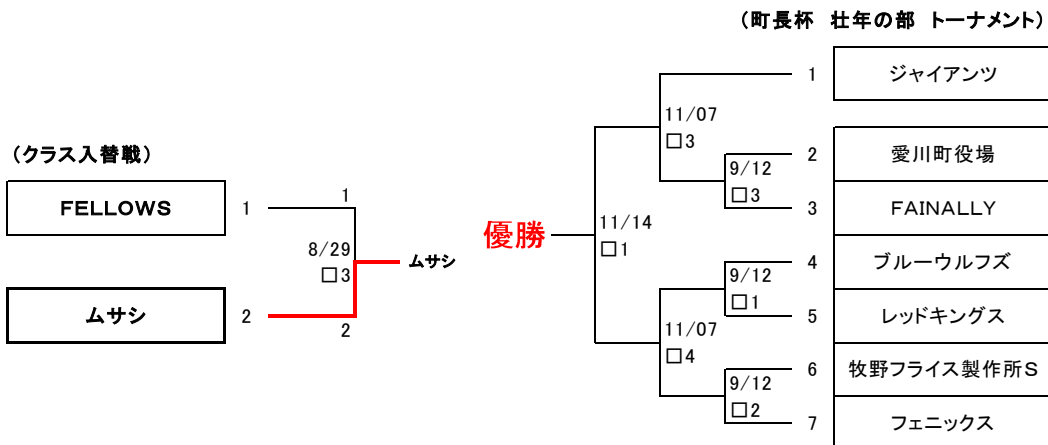 （町長杯 壮年の部 トーナメント）
1 ジャイアンツ
11/07
□3
（クラス入替戦）
2 愛川町役場
9/12
□3
FELLOWS 1
1
3 FAINALLY
優勝
11/14
□1
8/29
□3
ムサシ
4 ブルーウルフズ
9/12
□1
ムサシ 2
2
5 レッドキングス
11/07
□4
6 牧野フライス製作所S
9/12
□2
7 フェニックス